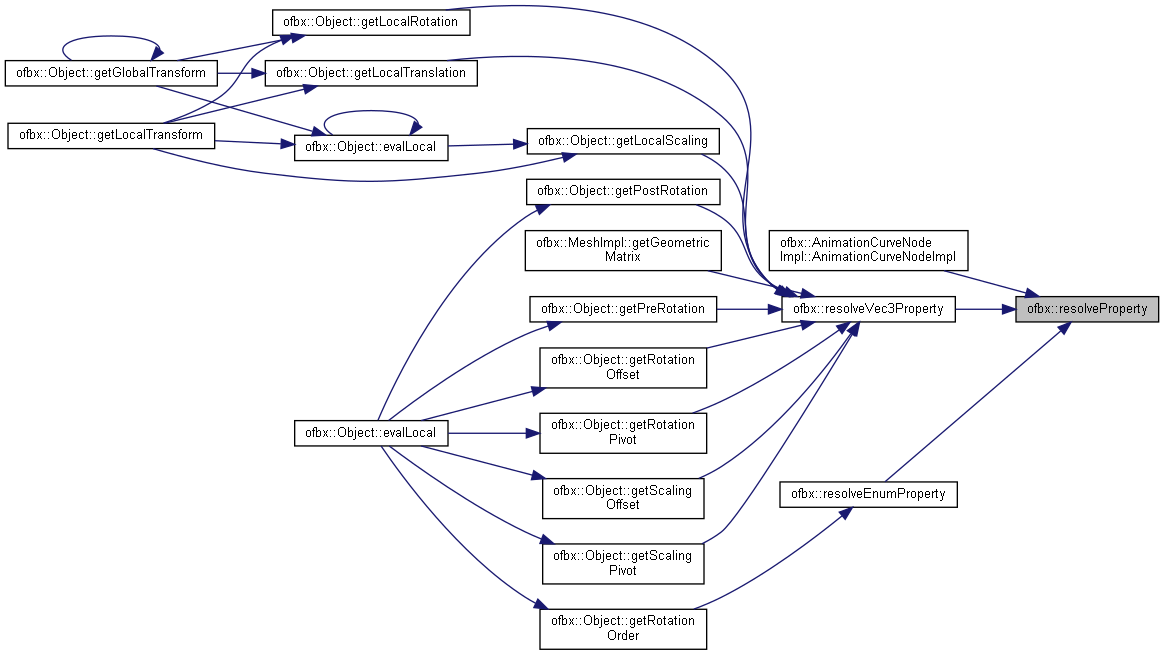 ofbx::Object::getLocalRotation
ofbx::Object::getGlobalTransform
ofbx::Object::getLocalTranslation
ofbx::Object::getLocalTransform
ofbx::Object::evalLocal
ofbx::Object::getLocalScaling
ofbx::Object::getPostRotation
ofbx::MeshImpl::getGeometric
Matrix
ofbx::AnimationCurveNode
Impl::AnimationCurveNodeImpl
ofbx::Object::getPreRotation
ofbx::resolveVec3Property
ofbx::resolveProperty
ofbx::Object::getRotation
Offset
ofbx::Object::getRotation
Pivot
ofbx::Object::evalLocal
ofbx::Object::getScaling
Offset
ofbx::resolveEnumProperty
ofbx::Object::getScaling
Pivot
ofbx::Object::getRotation
Order